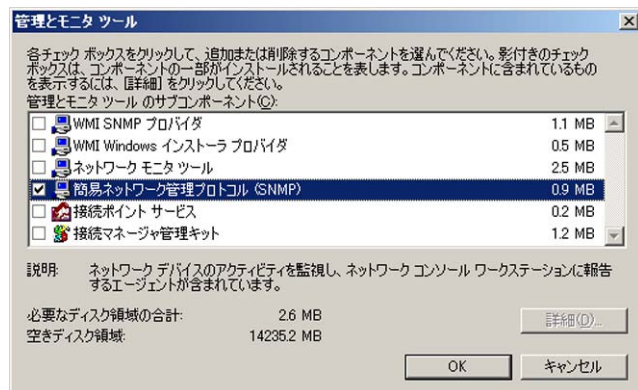 管理とモニタ ツール
各チェック ボックスをクリックして、追加または削除するコンポーネントを選んでください。影付きのチェック
ボックスは、コンポーネントの一部がインストールされることを表します。コンポーネントに含まれているもの
を表示するには、[詳細] をクリックしてください。
管理とモニタ ツール のサブコンポーネント(C):
WMI SNMP プロバイダ 1.1 MB
WMI Windows インストーラ プロバイダ 0.5 MB
ネットワーク モニタ ツール 2.5 MB
簡易ネットワーク管理プロトコル (SNMP) 0.9 MB
接続ポイント サービス 0.2 MB
接続マネージャ管理キット 1.2 MB
説明: ネットワーク デバイスのアクティビティを監視し、ネットワーク コンソール ワークステーションに報告
するエージェントが含まれています。
必要なディスク領域の合計: 2.6 MB
詳細(D)...
空きディスク領域: 14235.2 MB
OK キャンセル